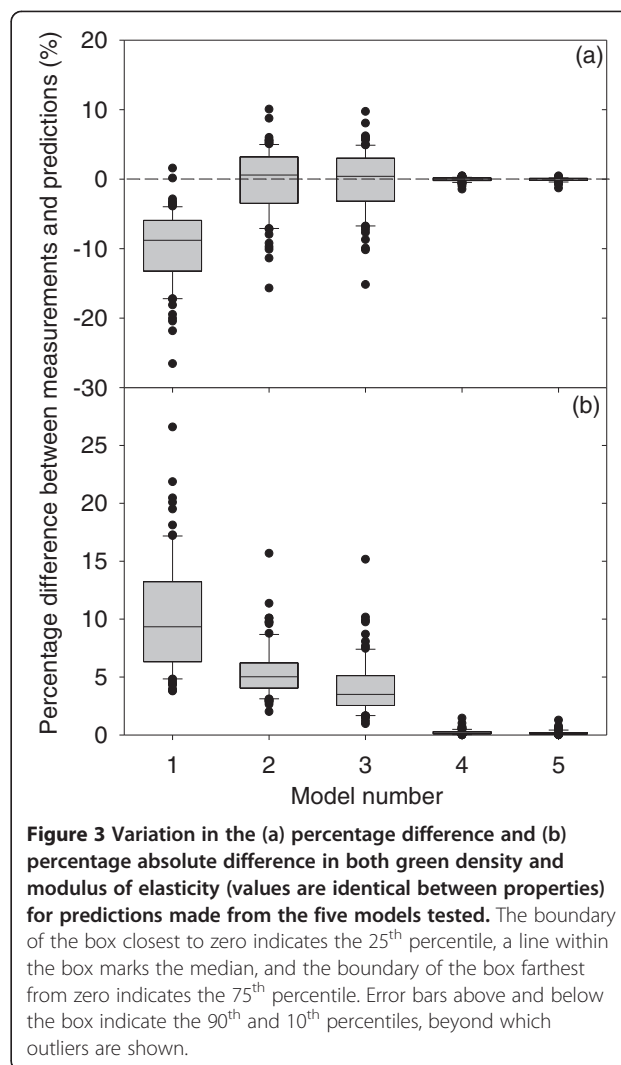 Percentage difference between measurements and predictions (%)
(a)
20
10
0
-10
-20
-30
(b)
25
20
15
10
5
0
1 2 3 4 5
Model number
Figure 3 Variation in the (a) percentage difference and (b)
percentage absolute difference in both green density and
modulus of elasticity (values are identical between properties)
for predictions made from the five models tested. The boundary
of the box closest to zero indicates the 25th percentile, a line within
the box marks the median, and the boundary of the box farthest
from zero indicates the 75th percentile. Error bars above and below
the box indicate the 90th and 10th percentiles, beyond which
outliers are shown.